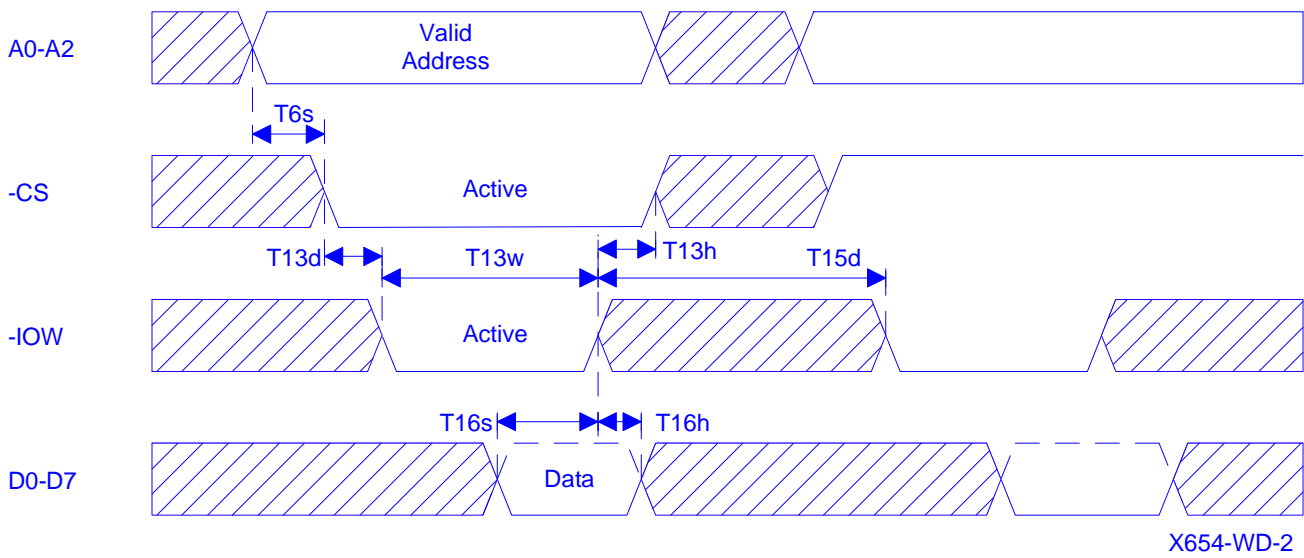 A0-A2
Valid
Address
T6s
-CS
Active
T13d
T13w
T13h
T15d
-IOW
Active
T16s
T16h
D0-D7
Data
X654-WD-2